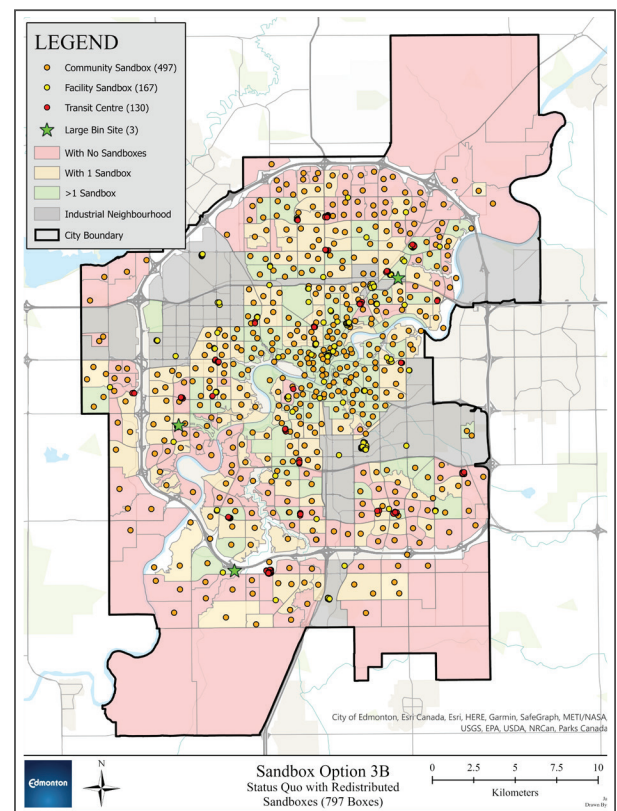 LEGEND
Community Sandbox (497)
Facility Sandbox (167)
Transit Centre (130)
Large Bin Site (3)
With No Sandboxes
With 1 Sandbox
>1 Sandbox
Industrial Neighbourhood
City Boundary
City of Edmonton, Esri Canada, Esri, HERE, Garmin, SafeGraph, METI/NASA,
USGS, EPA, USDA, NRCan, Parks Canada
Edmonton
N
Sandbox Option 3B
Status Quo with Redistributed
Sandboxes (797 Boxes)
0 2.5 5 7.5 10
Kilometers
Drawn By